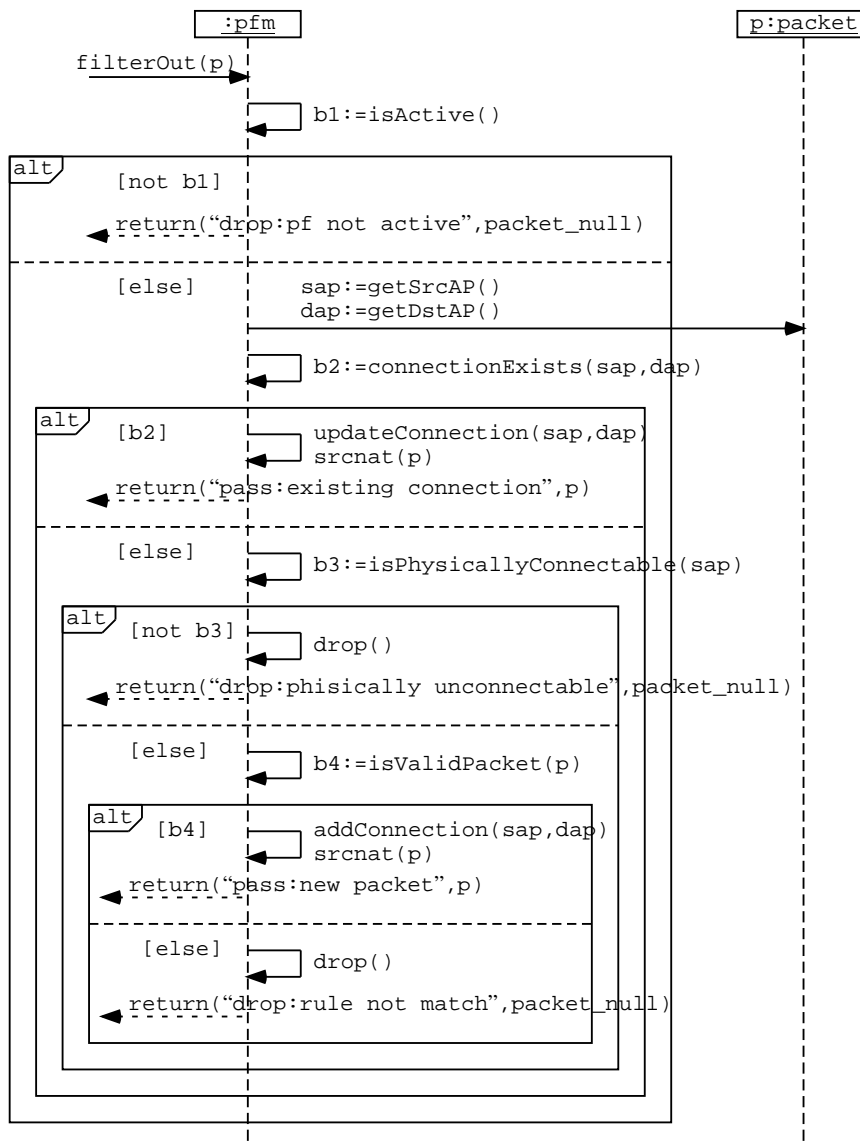 :pfm
p:packet
filterOut(p)
b1:=isActive()
alt
[not b1]
return(“drop:pf not active”,packet_null)
[else]
sap:=getSrcAP()
dap:=getDstAP()
b2:=connectionExists(sap,dap)
alt
[b2]
updateConnection(sap,dap)
srcnat(p)
return(“pass:existing connection”,p)
[else]
b3:=isPhysicallyConnectable(sap)
alt
[not b3]
drop()
return(“drop:phisically unconnectable”,packet_null)
[else]
b4:=isValidPacket(p)
alt
[b4]
addConnection(sap,dap)
srcnat(p)
return(“pass:new packet”,p)
[else]
drop()
return(“drop:rule not match”,packet_null)